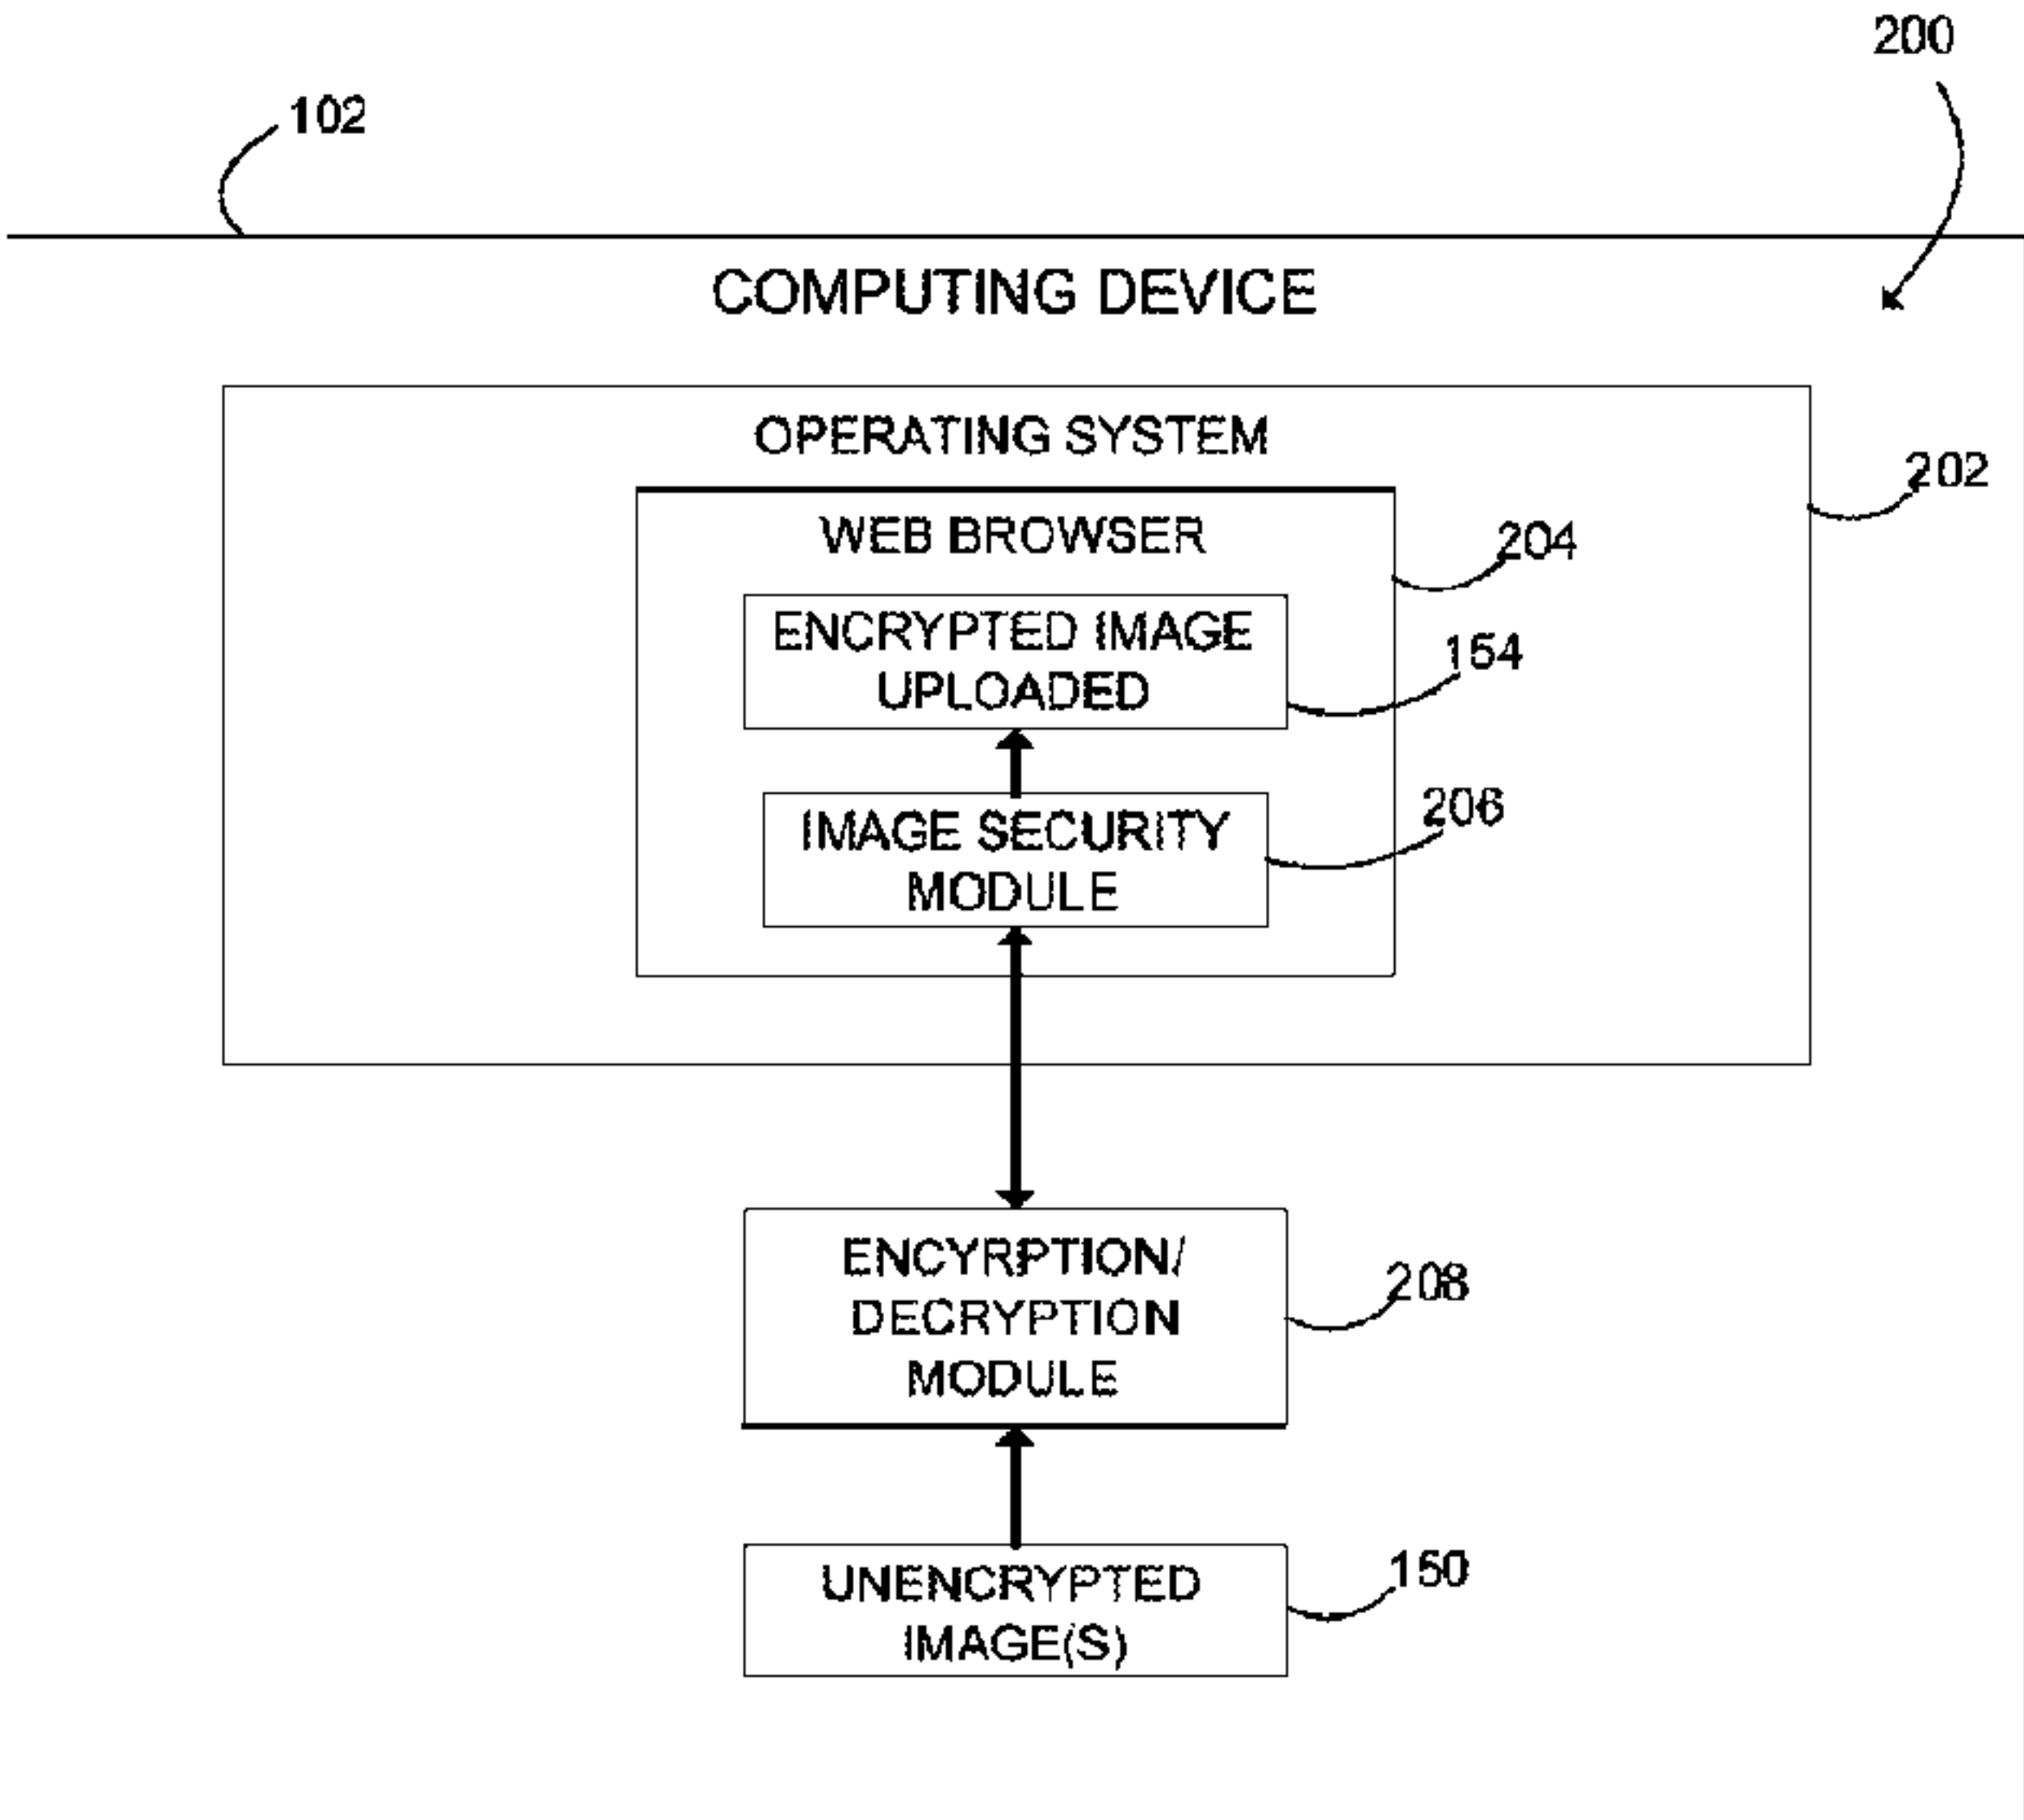 200
102
COMPUTING DEVICE
OPERATING SYSTEM
202
WEB BROWSER
204
ENCRYPTED IMAGE
UPLOADED
154
IMAGE SECURITY
MODULE
206
ENCYRPTION/
DECRYPTION
MODULE
208
UNENCRYPTED
IMAGE(S)
150